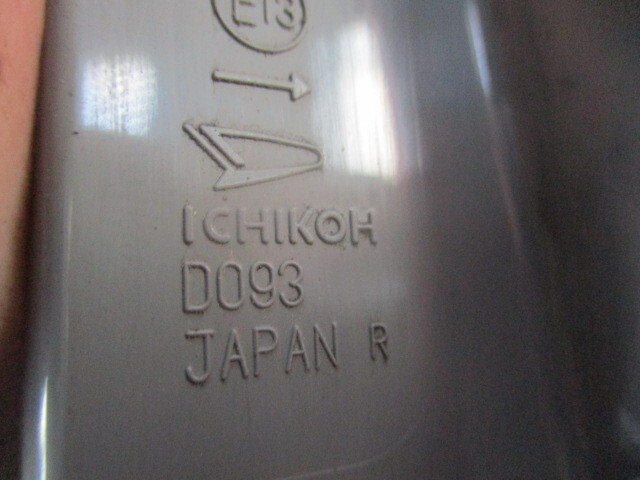 E13
ICHIKOH
D093
JAPAN R